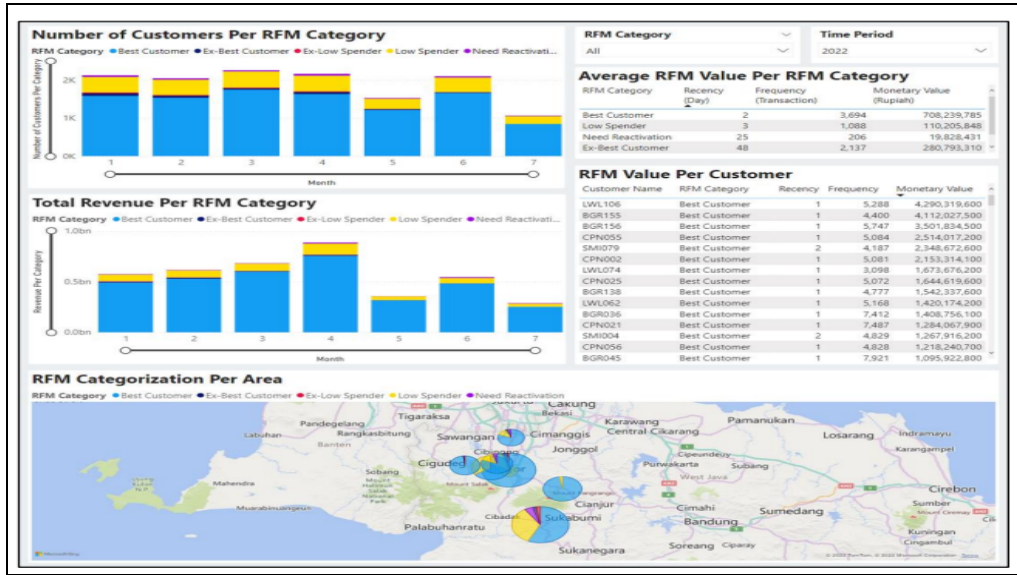 Number of Customers Per RFM Category
RFM Category Best Customer Ex-Best Customer Ex-Low Spender Low Spender Need Reactivati...
Number of Customers Per Category
2K
1K
0K
1 2 3 4 5 6 7
Month
Total Revenue Per RFM Category
RFM Category Best Customer Ex-Best Customer Ex-Low Spender Low Spender Need Reactivati...
Revenue Per Category
1.0bn
0.5bn
0.0bn
1 2 3 4 5 6 7
Month
RFM Category
All
Time Period
2022
Average RFM Value Per RFM Category
RFM Category Recency (Day) Frequency (Transaction) Monetary Value (Rupiah)
Best Customer 2 3,694 708,239,785
Low Spender 3 1,088 110,205,848
Need Reactivation 25 206 19,828,431
Ex-Best Customer 48 2,137 280,793,310
RFM Value Per Customer
Customer Name RFM Category Recency Frequency Monetary Value
LWL106 Best Customer 1 5,288 4,290,319,600
BGR155 Best Customer 1 4,400 4,112,027,500
BGR156 Best Customer 1 5,747 3,501,834,500
CPN055 Best Customer 1 5,084 2,514,017,200
SMI079 Best Customer 2 4,187 2,348,672,600
CPN002 Best Customer 1 5,081 2,153,314,100
LWL074 Best Customer 1 3,098 1,673,676,200
CPN025 Best Customer 1 5,072 1,644,619,600
BGR138 Best Customer 1 4,777 1,542,337,600
LWL062 Best Customer 1 5,168 1,420,174,200
BGR036 Best Customer 1 7,412 1,408,756,100
CPN021 Best Customer 1 7,487 1,284,067,900
SMI004 Best Customer 2 4,829 1,267,916,200
CPN056 Best Customer 1 4,828 1,218,240,700
BGR045 Best Customer 1 7,921 1,095,922,800
RFM Categorization Per Area
RFM Category Best Customer Ex-Best Customer Ex-Low Spender Low Spender Need Reactivation
Cakung
Bekasi
Tigaraksa
Pandegelang
Karawang
Pamanukan
Labuhan
Rangkasbitung
Sawangan
Cimanggis
Central Cikarang
Losarang
Indramayu
Banten
Cibinong
Jonggol
Karangampel
Cigudeg
Cipeundeuy
Sobang
Purwakarta
Subang
Mahendra
Mount Salak
West Java
Cirebon
Muarabinuangeun
Cianjur
Cimahi
Sumedang
Sumber
Cibadak
Sukabumi
Mount Ciremay
Palabuhanratu
Bandung
Kuningan
Cingambul
Sukanegara
Soreang
Ciparay